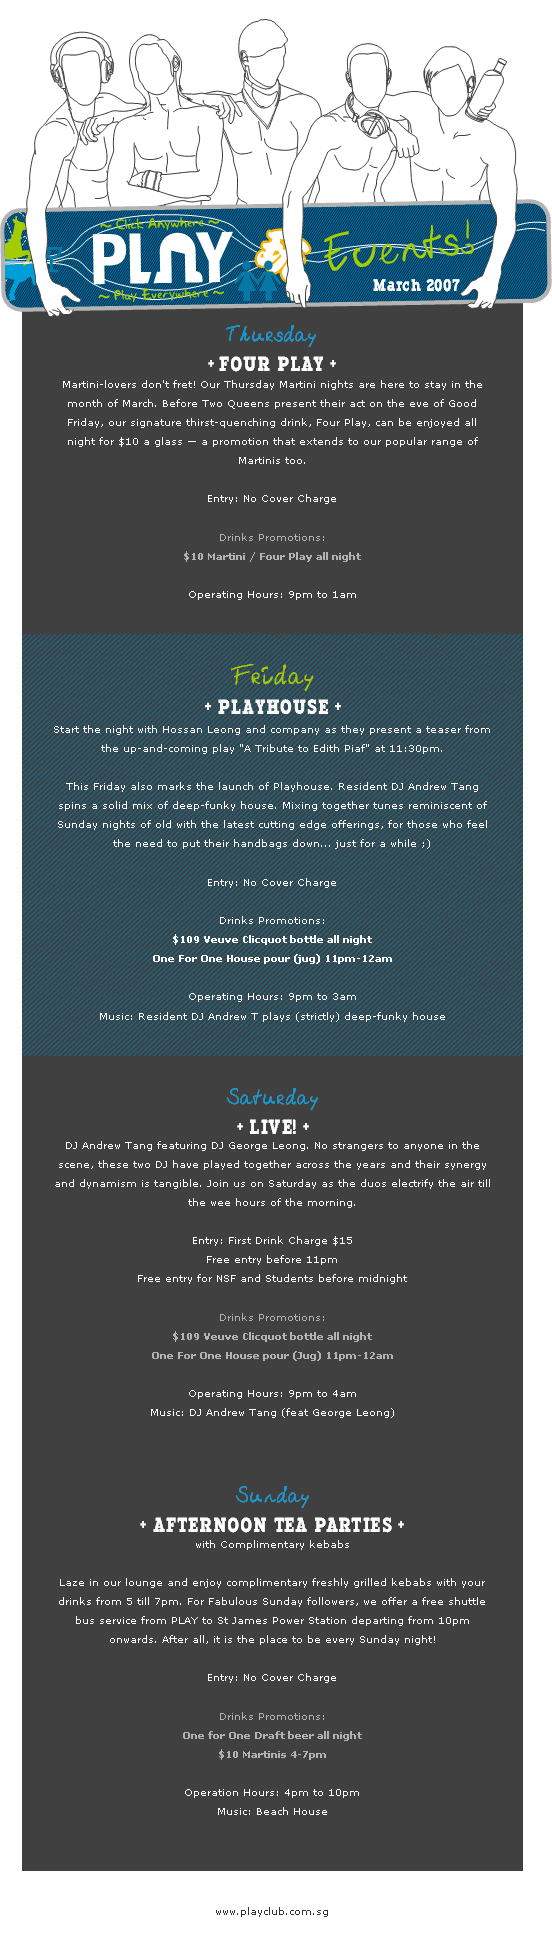 ~ Click Anywhere ~
PLAY
~ Play Everywhere ~
Events!
March 2007
Thursday
+ FOUR PLAY +
Martini-lovers don't fret! Our Thursday Martini nights are here to stay in the
month of March. Before Two Queens present their act on the eve of Good
Friday, our signature thirst-quenching drink, Four Play, can be enjoyed all
night for $10 a glass — a promotion that extends to our popular range of
Martinis too.
Entry: No Cover Charge
Drinks Promotions:
$10 Martini / Four Play all night
Operating Hours: 9pm to 1am
Friday
+ PLAYHOUSE +
Start the night with Hossan Leong and company as they present a teaser from
the up-and-coming play "A Tribute to Edith Piaf" at 11:30pm.
This Friday also marks the launch of Playhouse. Resident DJ Andrew Tang
spins a solid mix of deep-funky house. Mixing together tunes reminiscent of
Sunday nights of old with the latest cutting edge offerings, for those who feel
the need to put their handbags down... just for a while ;)
Entry: No Cover Charge
Drinks Promotions:
$109 Veuve Clicquot bottle all night
One For One House pour (jug) 11pm-12am
Operating Hours: 9pm to 3am
Music: Resident DJ Andrew T plays (strictly) deep-funky house
Saturday
+ LIVE! +
DJ Andrew Tang featuring DJ George Leong. No strangers to anyone in the
scene, these two DJ have played together across the years and their synergy
and dynamism is tangible. Join us on Saturday as the duos electrify the air till
the wee hours of the morning.
Entry: First Drink Charge $15
Free entry before 11pm
Free entry for NSF and Students before midnight
Drinks Promotions:
$109 Veuve Clicquot bottle all night
One For One House pour (Jug) 11pm-12am
Operating Hours: 9pm to 4am
Music: DJ Andrew Tang (feat George Leong)
Sunday
+ AFTERNOON TEA PARTIES +
with Complimentary kebabs
Laze in our lounge and enjoy complimentary freshly grilled kebabs with your
drinks from 5 till 7pm. For Fabulous Sunday followers, we offer a free shuttle
bus service from PLAY to St James Power Station departing from 10pm
onwards. After all, it is the place to be every Sunday night!
Entry: No Cover Charge
Drinks Promotions:
One for One Draft beer all night
$10 Martinis 4-7pm
Operation Hours: 4pm to 10pm
Music: Beach House
www.playclub.com.sg